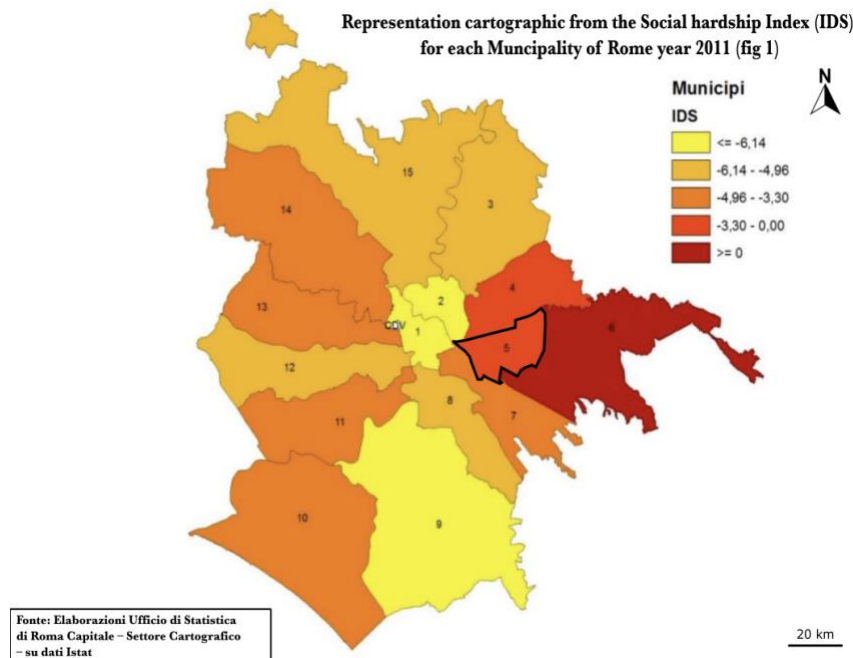 Representation cartographic from the Social hardship Index (IDS)
for each Muncipality of Rome year 2011 (fig 1)
N
Municipi
IDS
<= -6,14
-6,14 - -4,96
-4,96 - -3,30
-3,30 - 0,00
>= 0
15
3
14
2
4
13
CDV
1
6
5
12
8
7
11
10
9
Fonte: Elaborazioni Ufficio di Statistica
di Roma Capitale – Settore Cartografico
– su dati Istat
20 km